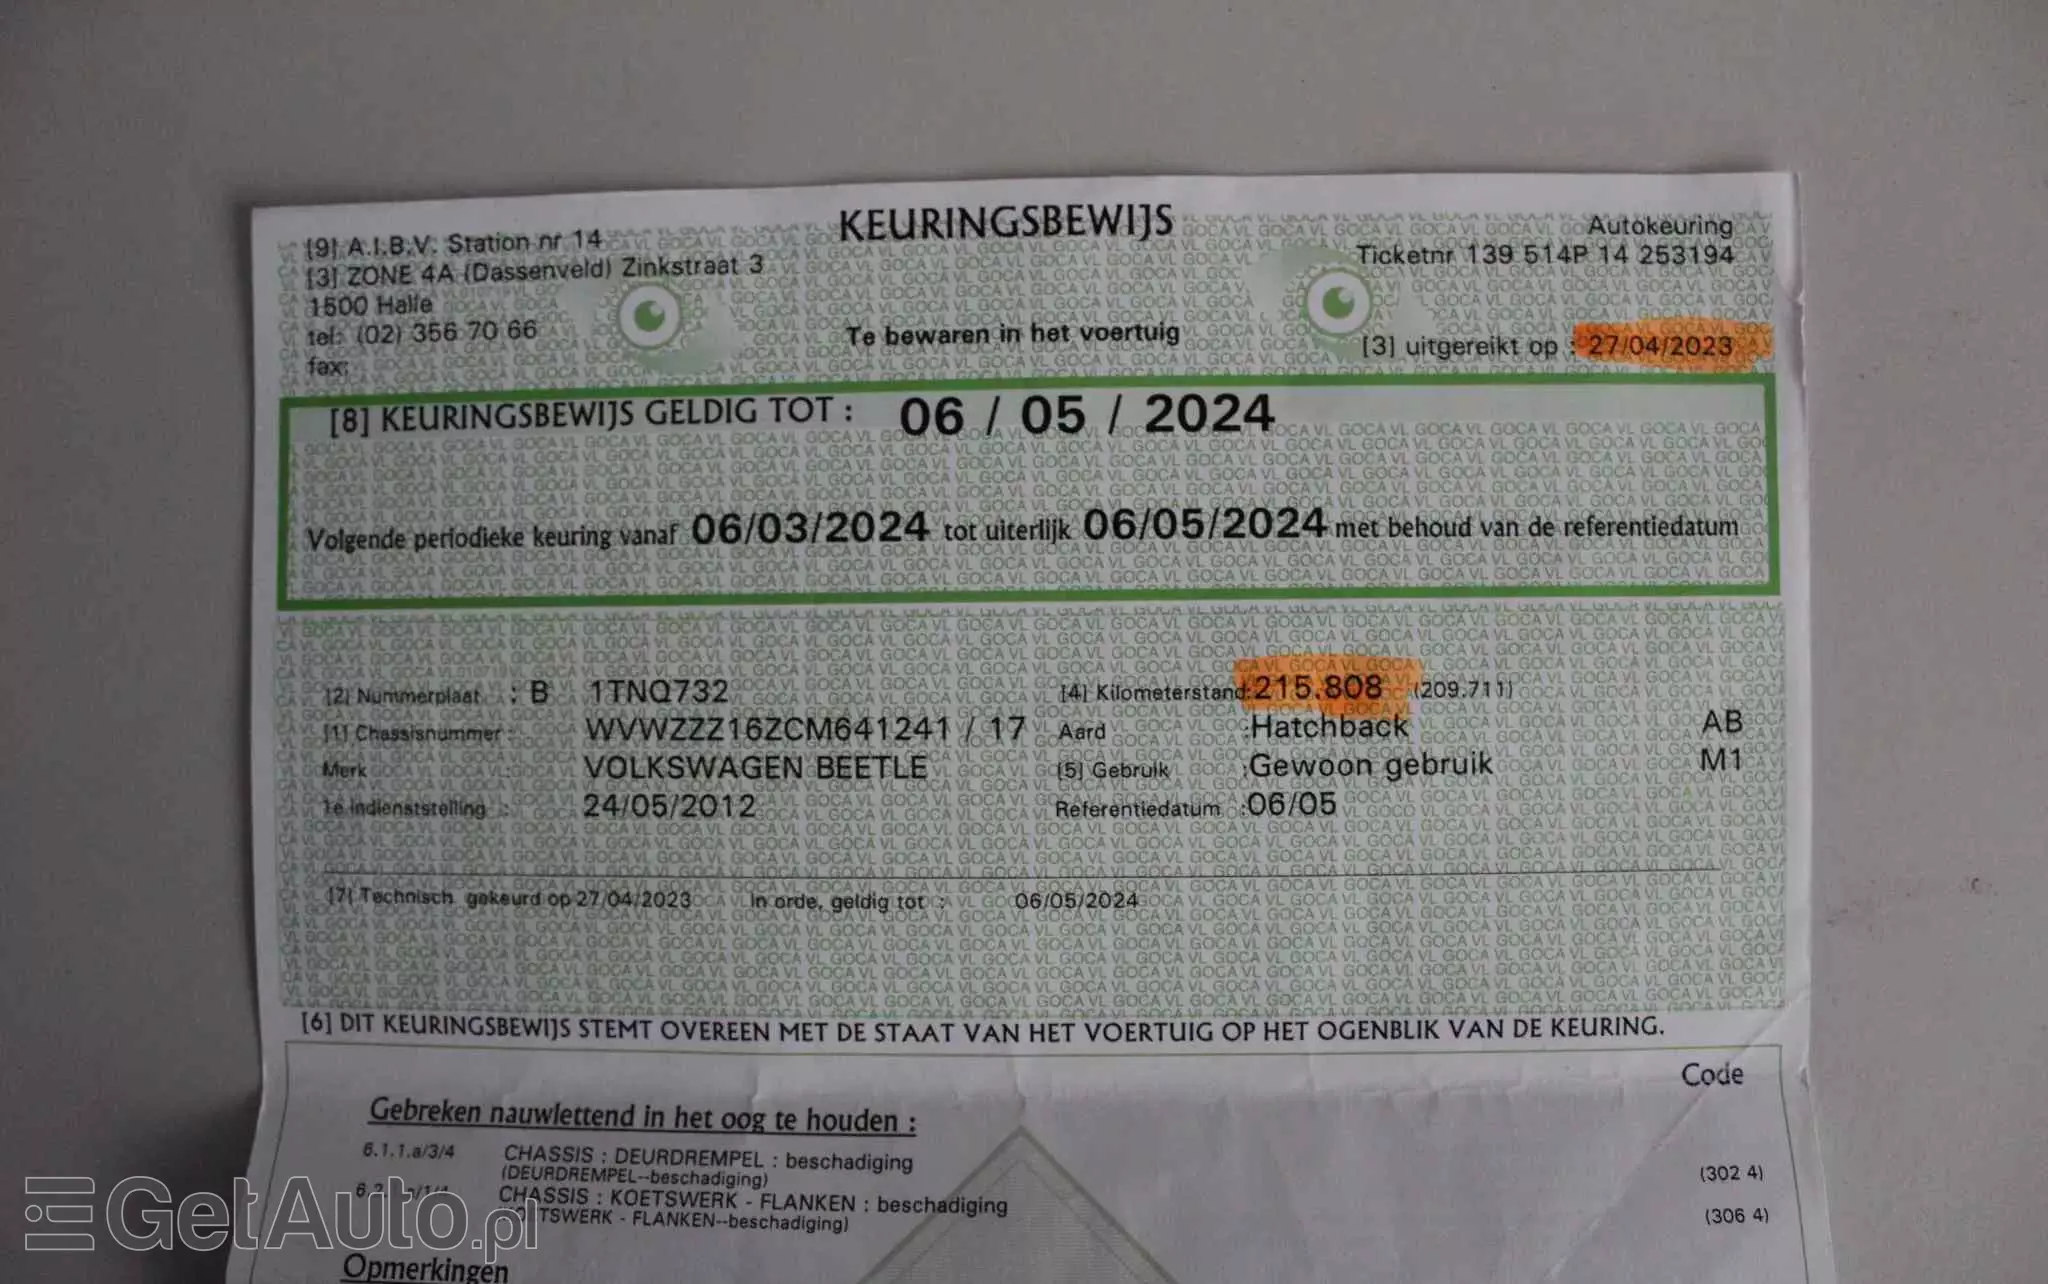 KEURINGSBEWIJS
[9] A.I.B.V. Station nr 14
[3] ZONE 4A (Dassenveld) Zinkstraat 3
1500 Halle
tel: (02) 356 70 66
fax:
Te bewaren in het voertuig
Autokeuring
Ticketnr 139 514P 14 253194
[3] uitgereikt op : 27/04/2023
[8] KEURINGSBEWIJS GELDIG TOT : 06 / 05 / 2024
Volgende periodieke keuring vanaf 06/03/2024 tot uiterlijk 06/05/2024 met behoud van de referentiedatum
[2] Nummerplaat : B 1TNQ732 [4] Kilometerstand: 215.808 (209.711)
[1] Chassisnummer : WVWZZZ16ZCM641241 / 17 Aard :Hatchback AB
Merk : VOLKSWAGEN BEETLE [5] Gebruik :Gewoon gebruik M1
1e indienststelling : 24/05/2012 Referentiedatum :06/05
[7] Technisch gekeurd op 27/04/2023 In orde, geldig tot : 06/05/2024
[6] DIT KEURINGSBEWIJS STEMT OVEREEN MET DE STAAT VAN HET VOERTUIG OP HET OGENBLIK VAN DE KEURING.
Code
Gebreken nauwlettend in het oog te houden :
6.1.1.a/3/4 CHASSIS : DEURDREMPEL : beschadiging
(DEURDREMPEL--beschadiging) (302 4)
CHASSIS : KOETSWERK - FLANKEN : beschadiging
KOETSWERK - FLANKEN--beschadiging) (306 4)
Opmerkingen
GetAuto.pl